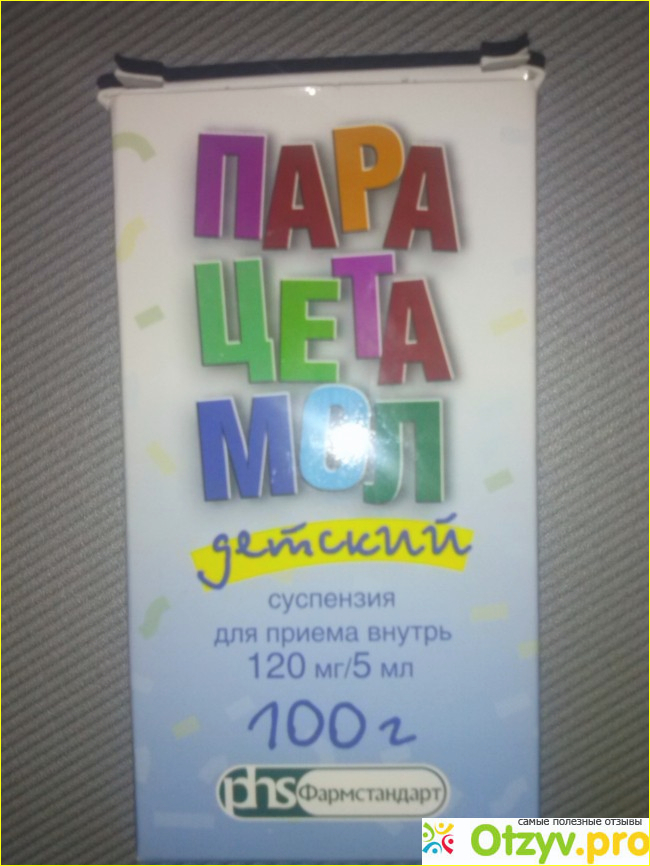 ПАРА
ЦЕТА
МОЛ
детский
суспензия
для приема внутрь
120 мг/5 мл
100 г
phs Фармстандарт
самые полезные отзывы
Otzyv.pro